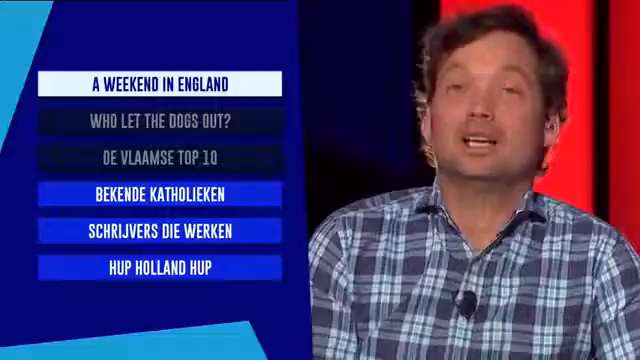 A WEEKEND IN ENGLAND
WHO LET THE DOGS OUT?
DE VLAAMSE TOP 10
BEKENDE KATHOLIEKEN
SCHRIJVERS DIE WERKEN
HUP HOLLAND HUP